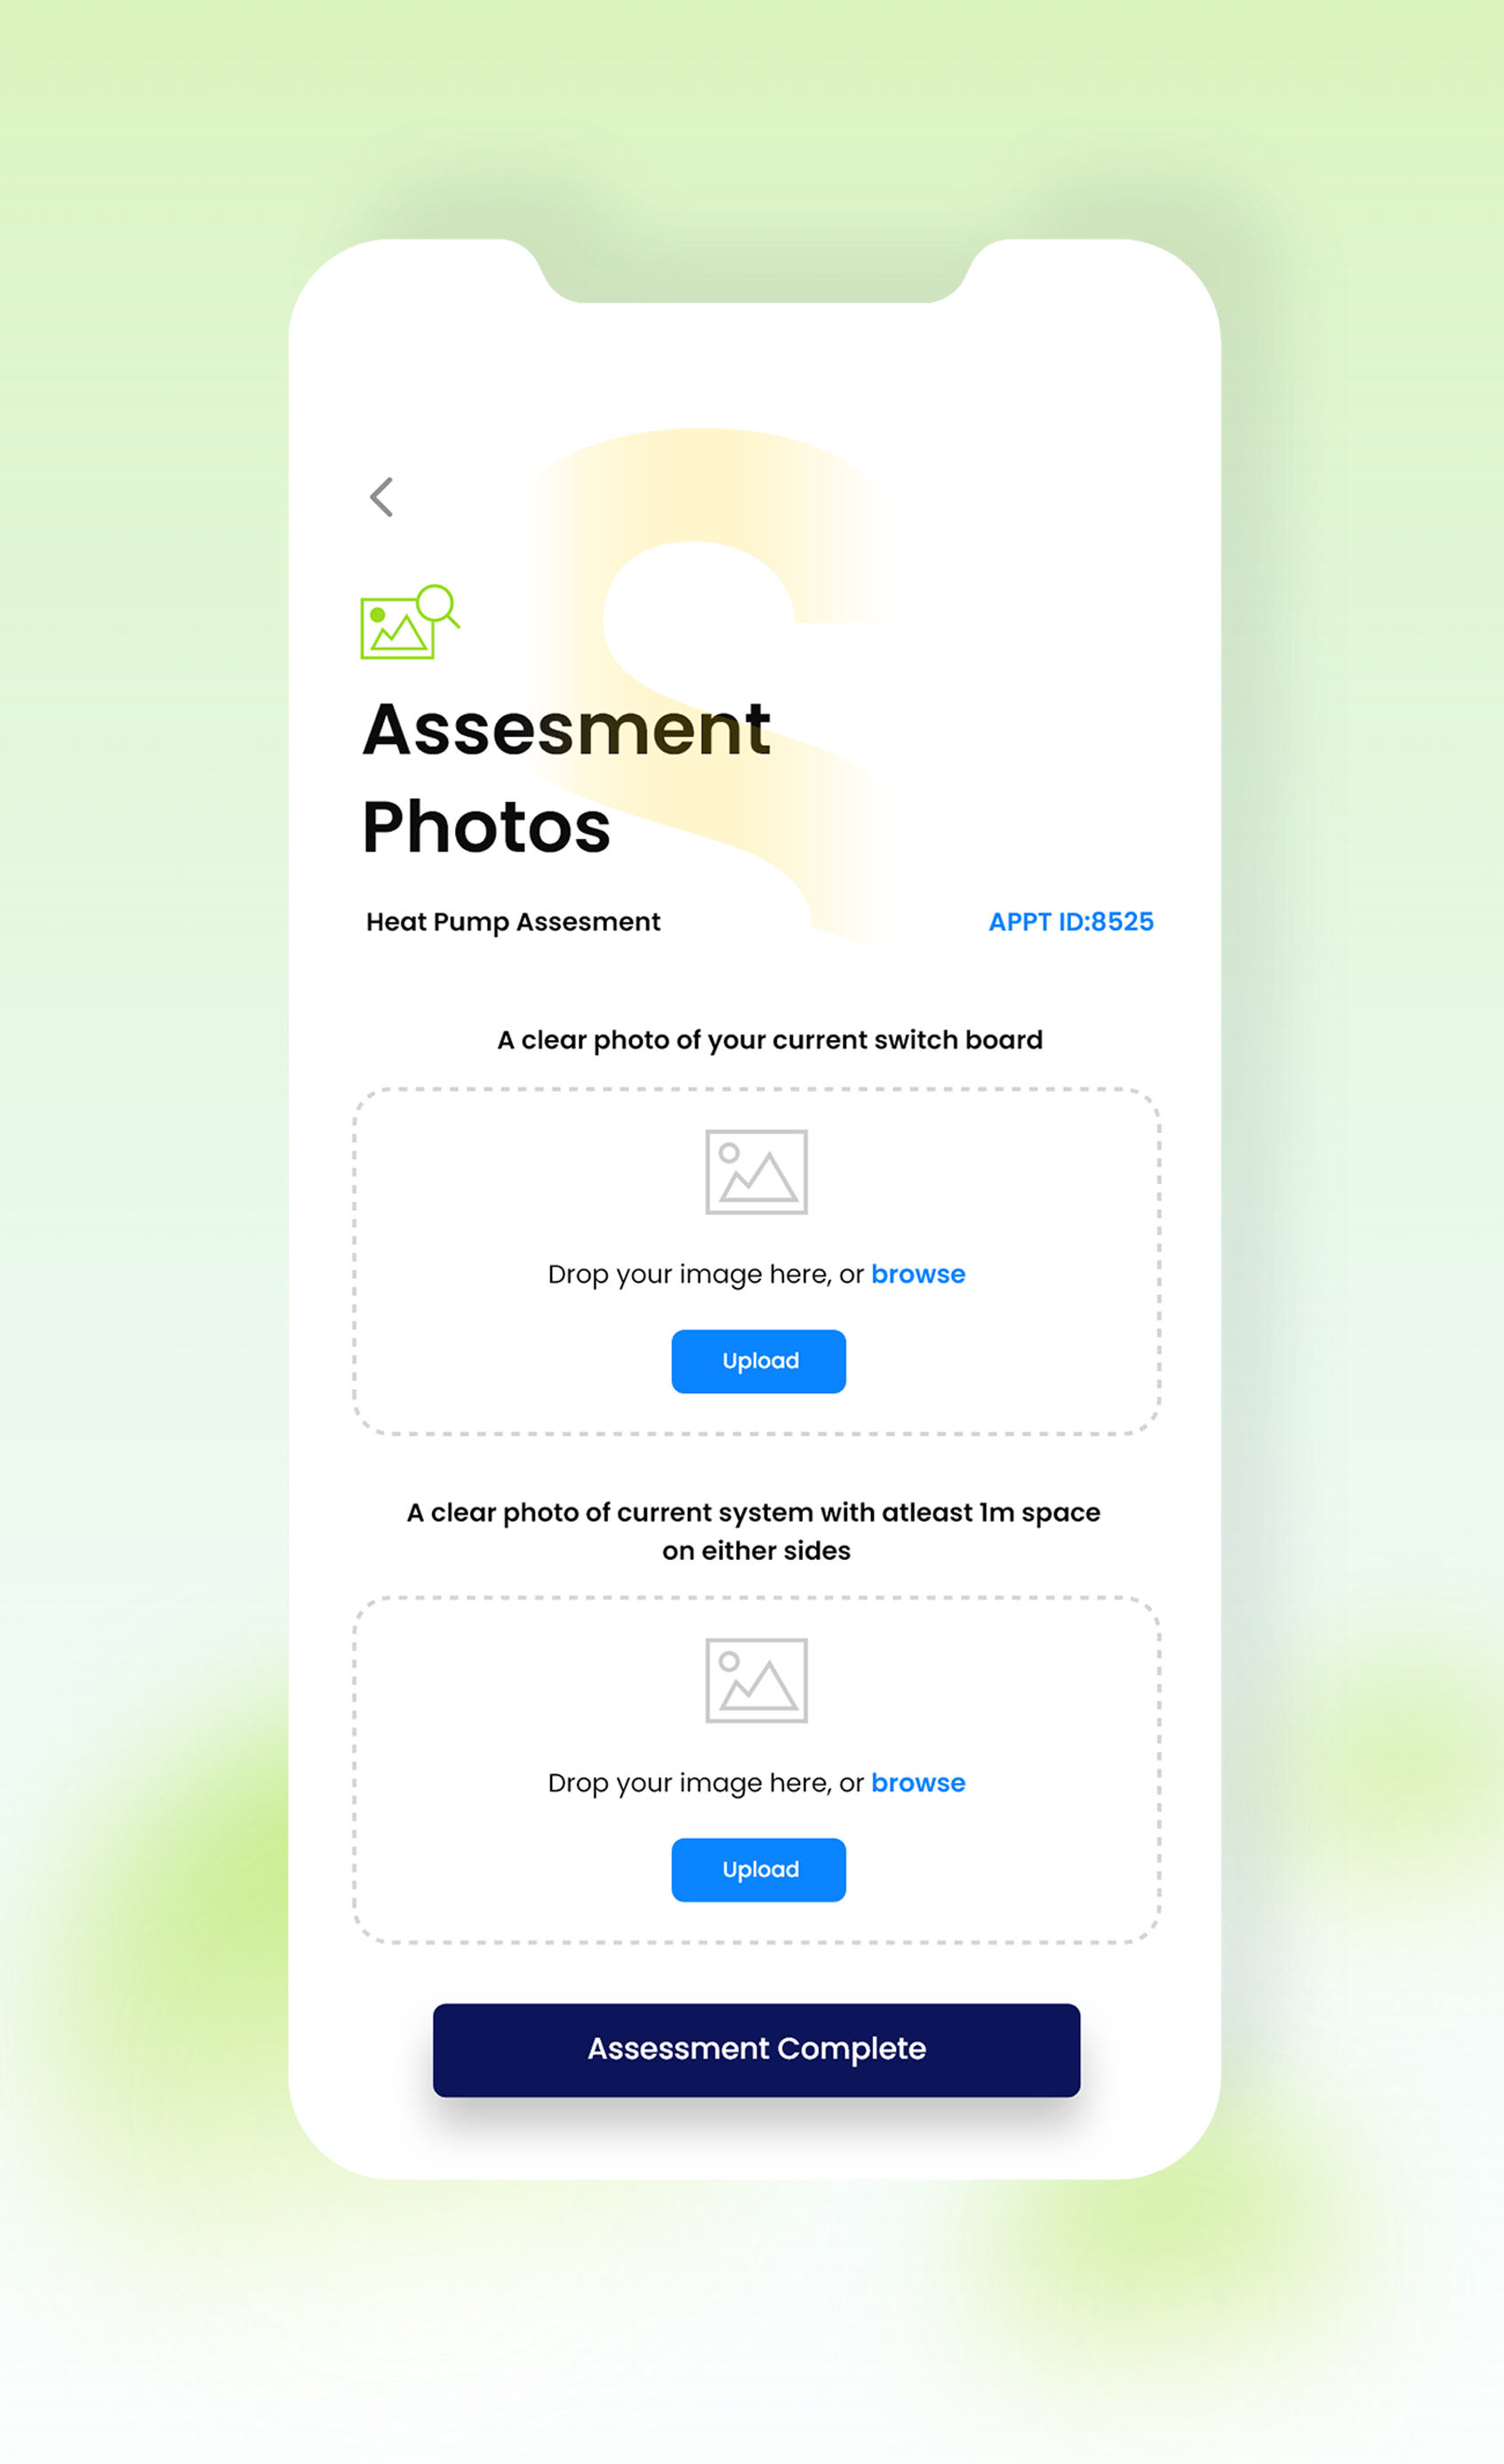 Assesment
Photos
Heat Pump Assesment
APPT ID:8525
A clear photo of your current switch board
Drop your image here, or browse
Upload
A clear photo of current system with atleast 1m space
on either sides
Drop your image here, or browse
Upload
Assessment Complete